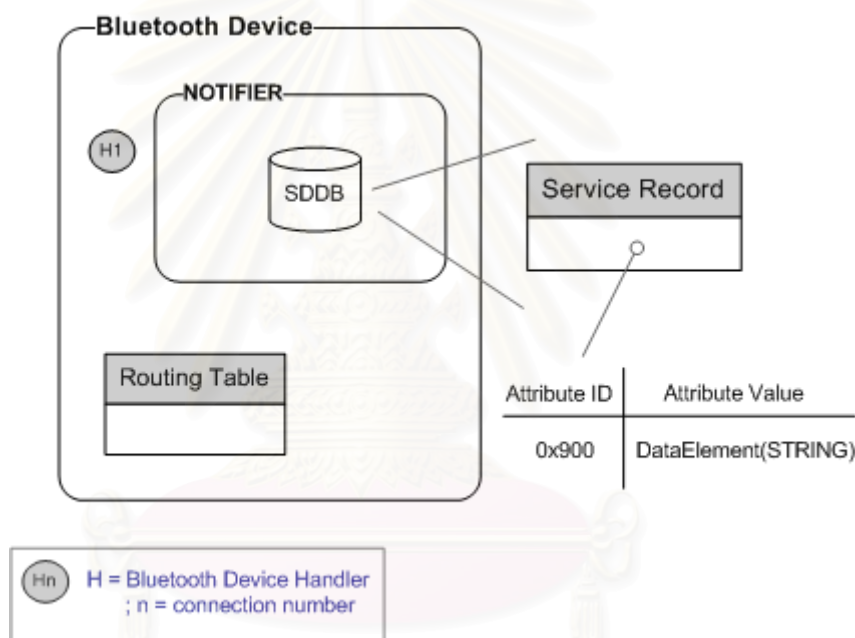 Bluetooth Device
NOTIFIER
H1
SDDB
Service Record
Routing Table
Attribute ID Attribute Value
0x900 DataElement(STRING)
Hn H = Bluetooth Device Handler
; n = connection number